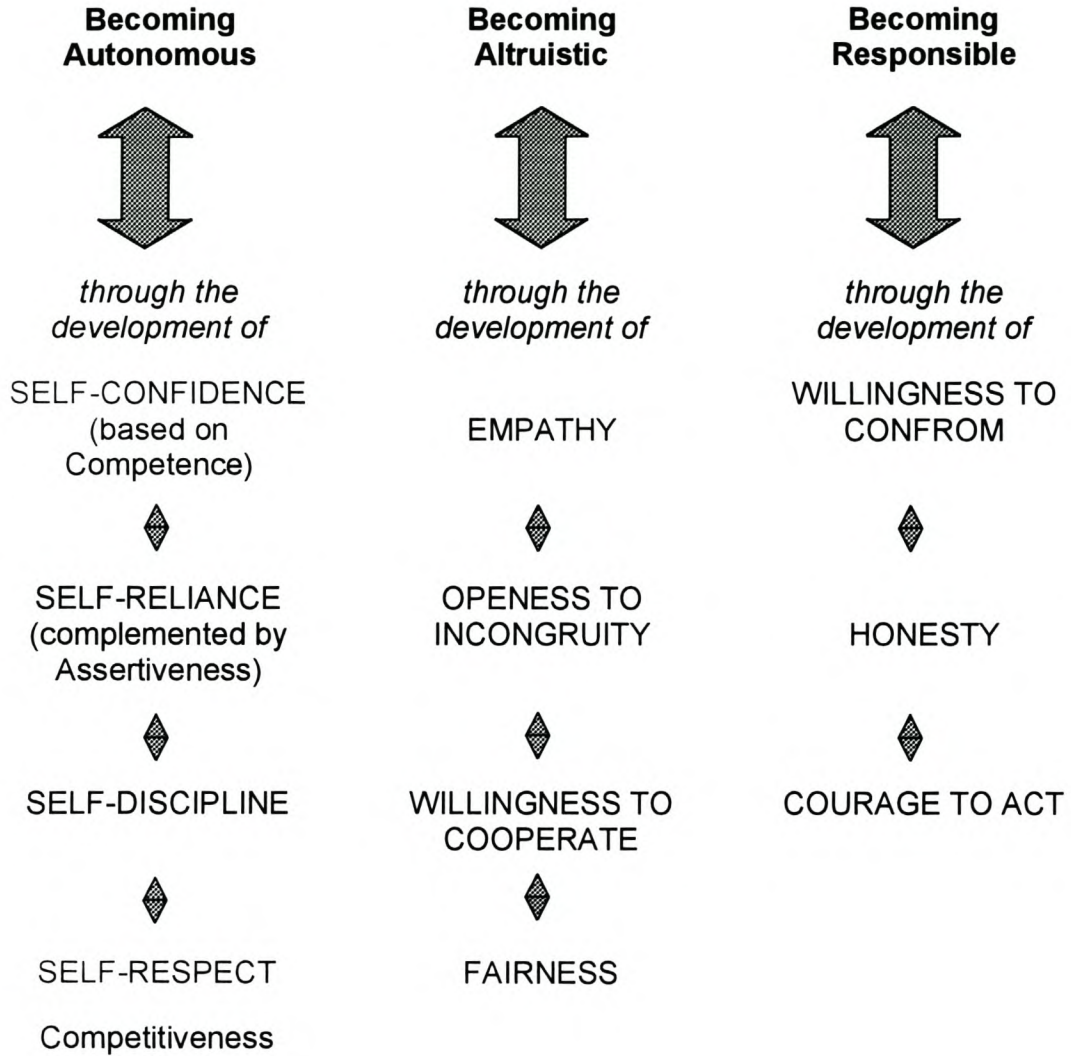 Becoming
Autonomous
through the
development of
SELF-CONFIDENCE
(based on
Competence)
SELF-RELIANCE
(complemented by
Assertiveness)
SELF-DISCIPLINE
SELF-RESPECT
Competitiveness
Becoming
Altruistic
through the
development of
EMPATHY
OPENESS TO
INCONGRUITY
WILLINGNESS TO
COOPERATE
FAIRNESS
Becoming
Responsible
through the
development of
WILLINGNESS TO
CONFROM
HONESTY
COURAGE TO ACT